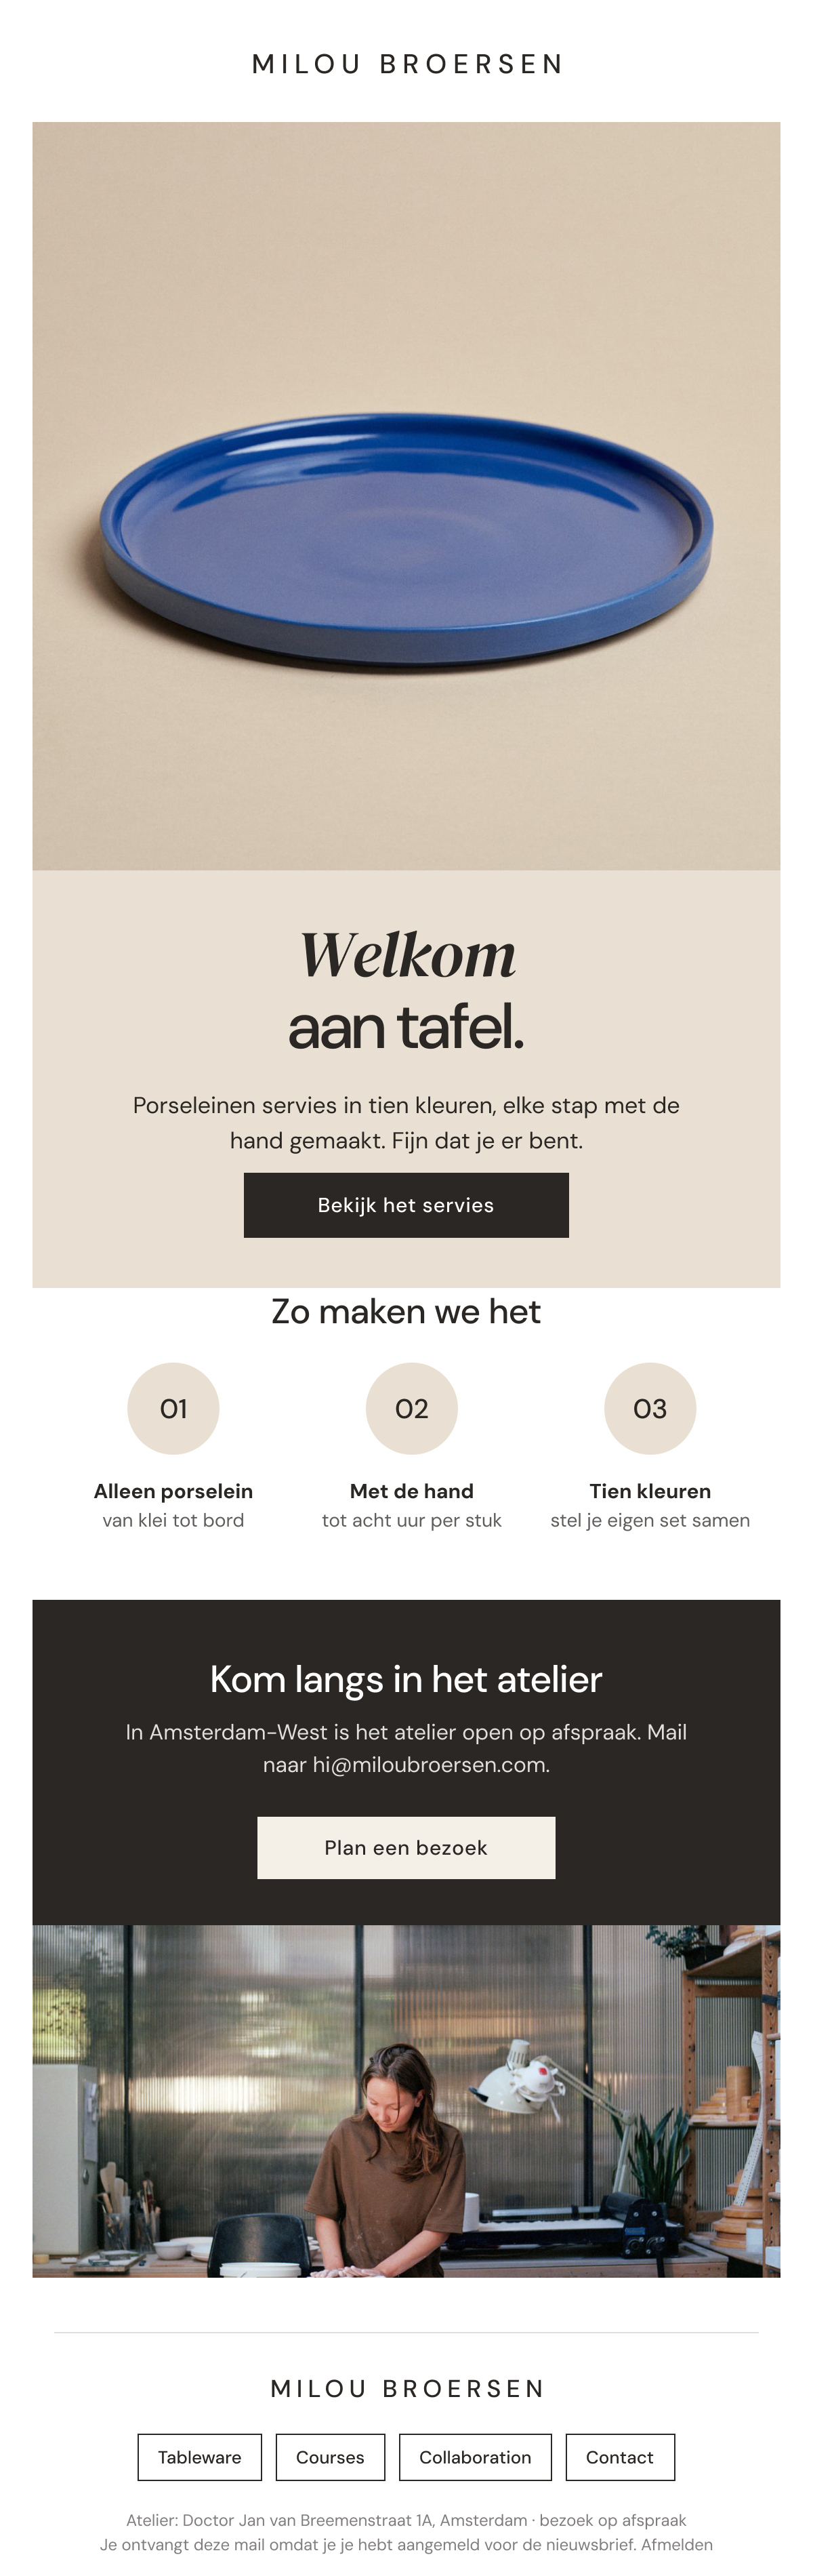 MILOU BROERSEN
Welkom
aan tafel.
Porseleinen servies in tien kleuren, elke stap met de
hand gemaakt. Fijn dat je er bent.
Bekijk het servies
Zo maken we het
01
02
03
Alleen porselein
Met de hand
Tien kleuren
van klei tot bord
tot acht uur per stuk
stel je eigen set samen
Kom langs in het atelier
In Amsterdam-West is het atelier open op afspraak. Mail
naar hi@miloubroersen.com.
Plan een bezoek
MILOU BROERSEN
Tableware
Courses
Collaboration
Contact
Atelier: Doctor Jan van Breemenstraat 1A, Amsterdam · bezoek op afspraak
Je ontvangt deze mail omdat je je hebt aangemeld voor de nieuwsbrief. Afmelden